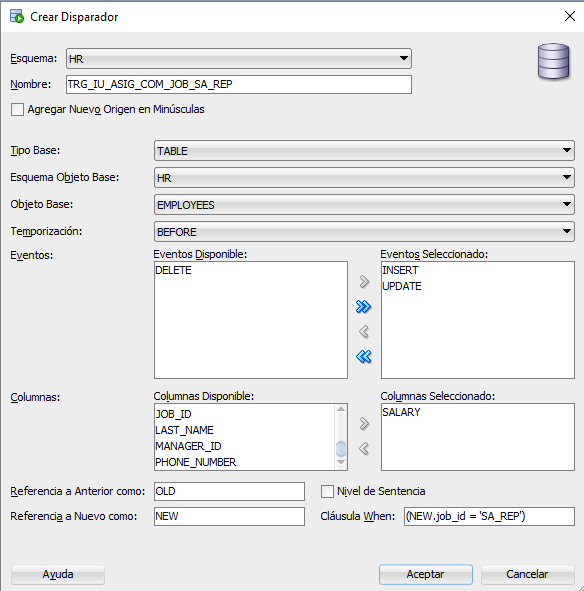 Crear Disparador
Esquema: HR
Nombre: TRG_IU_ASIG_COM_JOB_SA_REP
Agregar Nuevo Origen en Minúsculas
Tipo Base: TABLE
Esquema Objeto Base: HR
Objeto Base: EMPLOYEES
Temporización: BEFORE
Eventos: Eventos Disponible: Eventos Seleccionado:
DELETE INSERT
UPDATE
Columnas: Columnas Disponible: Columnas Seleccionado:
JOB_ID SALARY
LAST_NAME
MANAGER_ID
PHONE_NUMBER
Referencia a Anterior como: OLD Nivel de Sentencia
Referencia a Nuevo como: NEW Cláusula When: (NEW.job_id = 'SA_REP')
Ayuda Aceptar Cancelar